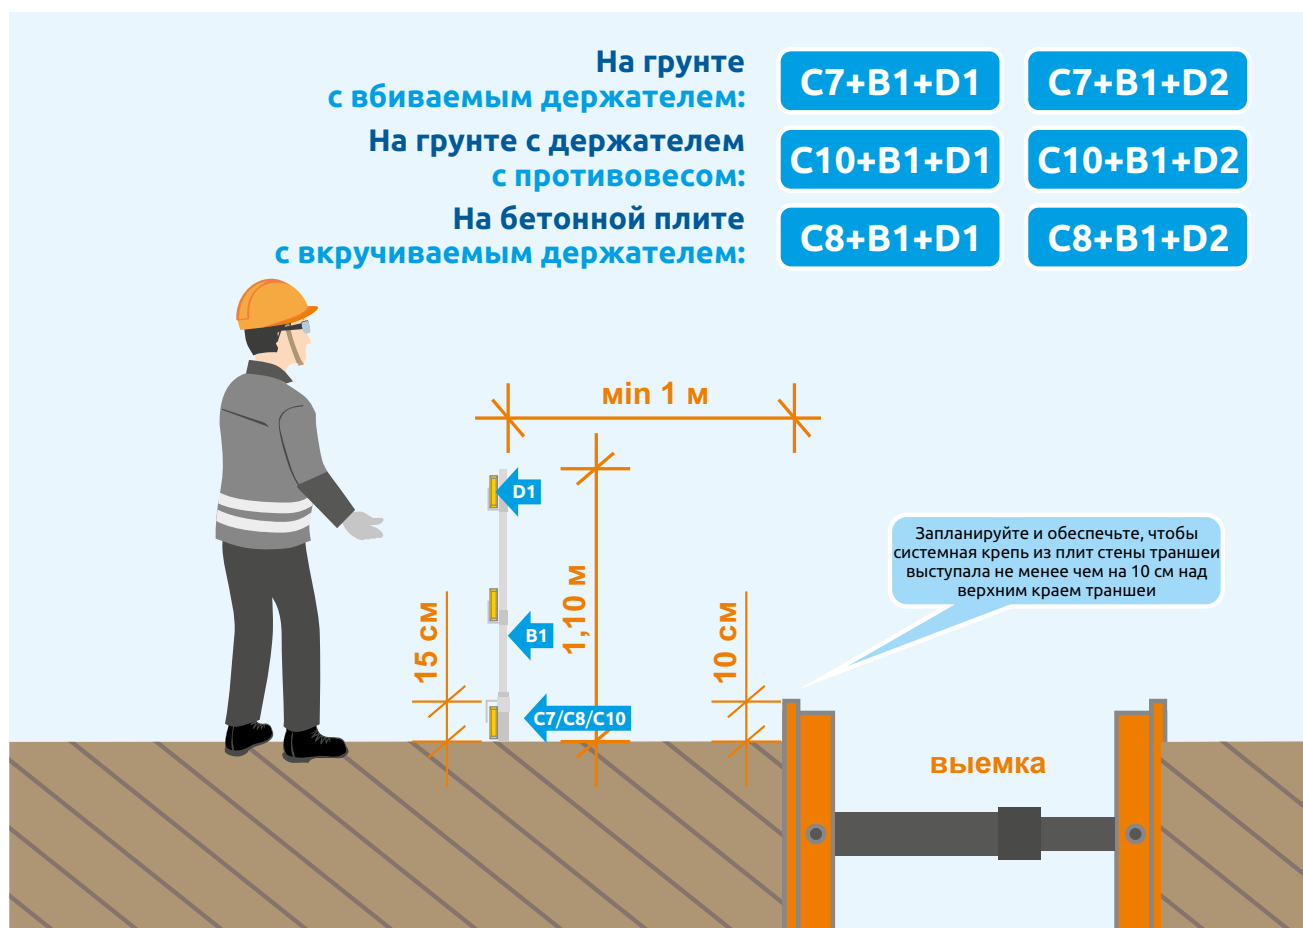 На грунте
с вбиваемым держателем:
C7+B1+D1
C7+B1+D2
На грунте с держателем
с противовесом:
C10+B1+D1
C10+B1+D2
На бетонной плите
с вкручиваемым держателем:
C8+B1+D1
C8+B1+D2
мin 1 м
D1
1,10 м
B1
15 см
C7/C8/C10
10 см
Запланируйте и обеспечьте, чтобы
системная крепь из плит стены траншеи
выступала не менее чем на 10 см над
верхним краем траншеи
выемка